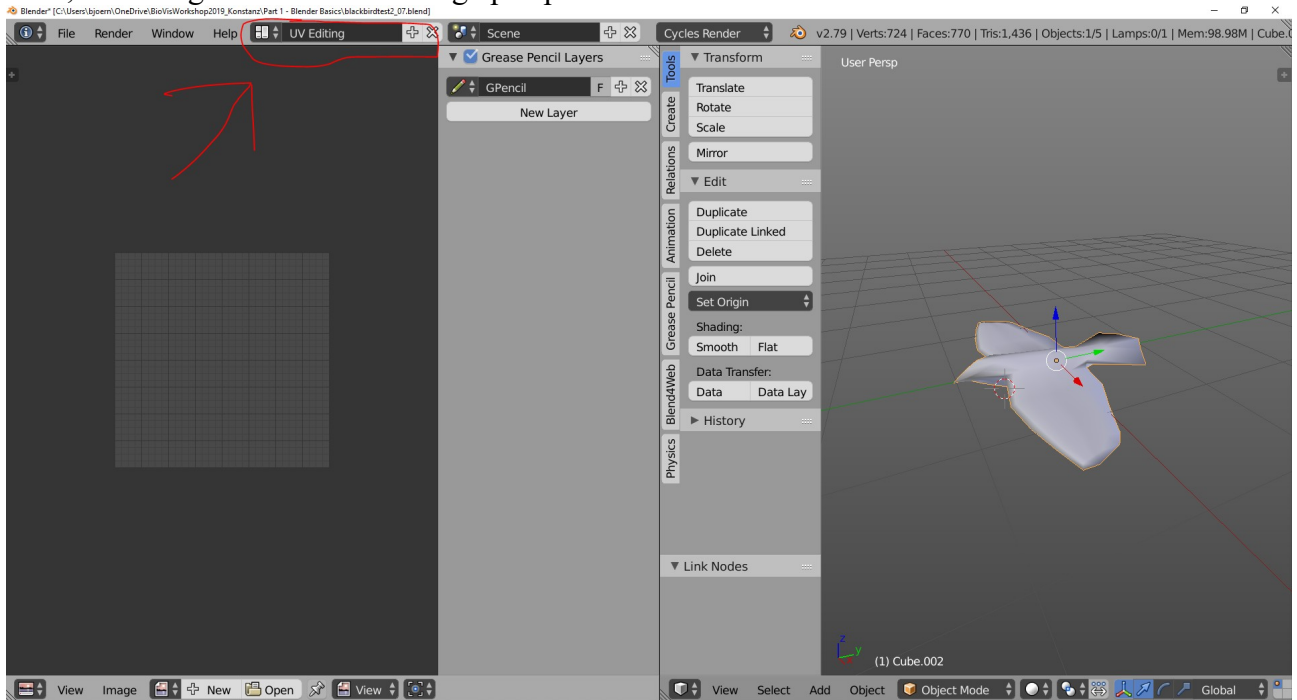 Blender* [C:\Users\bjoern\OneDrive\BioVisWorkshop2019_Konstanz\Part 1 - Blender Basics\blackbirdtest2_07.blend]
File Render Window Help UV Editing Scene Cycles Render v2.79 | Verts:724 | Faces:770 | Tris:1,436 | Objects:1/5 | Lamps:0/1 | Mem:98.98M | Cube.0
Grease Pencil Layers
GPencil F
New Layer
Tools
Create
Relations
Animation
Grease Pencil
Blend4Web
Physics
Transform
Translate
Rotate
Scale
Mirror
Edit
Duplicate
Duplicate Linked
Delete
Join
Set Origin
Shading:
Smooth Flat
Data Transfer:
Data Data Lay
History
Link Nodes
User Persp
z
y
(1) Cube.002
View Image New Open View
View Select Add Object Object Mode Global